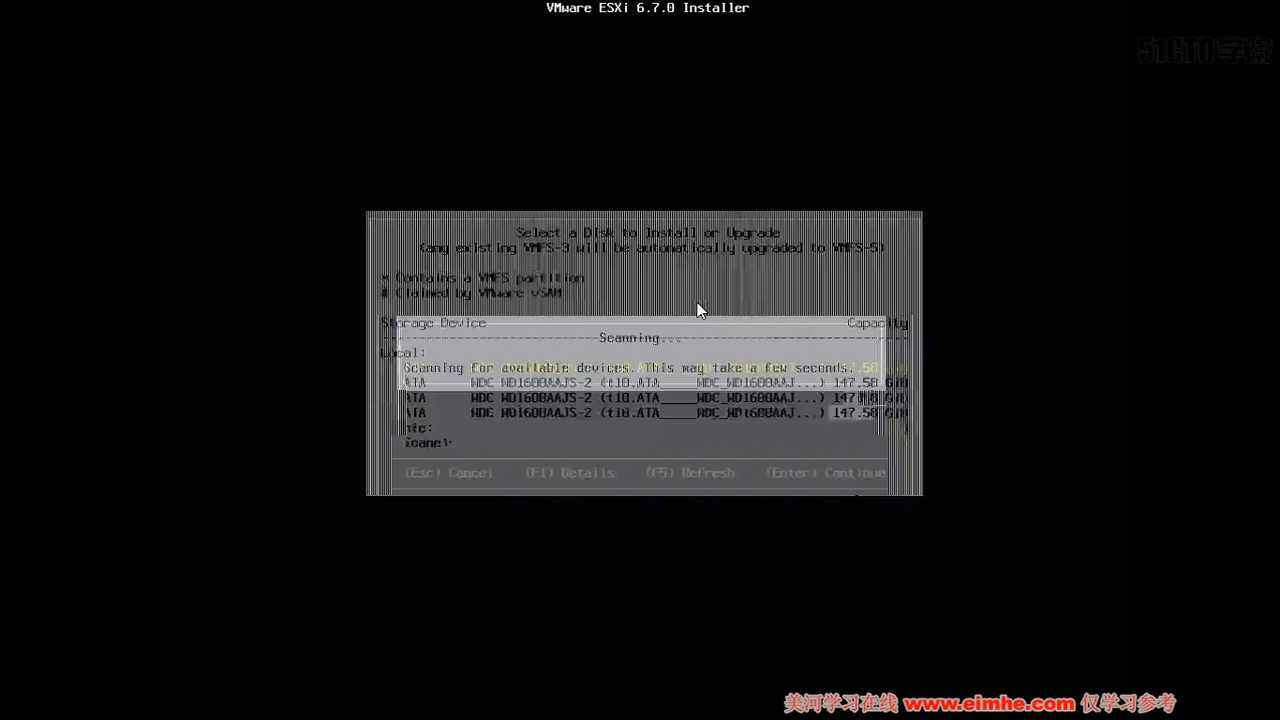 VMware ESXi 6.7.0 Installer
51CTO学院
Select a Disk to Install or Upgrade
(any existing VMFS-3 will be automatically upgraded to VMFS-5)
* Contains a VMFS partition
# Claimed by VMware vSAN
Storage Device Capacity
Scanning...
Local:
Scanning for available devices. This may take a few seconds.
ATA WDC WD1600AAJS-2 (t10.ATA_____WDC_WD1600AAJ...) 147.58
ATA WDC WD1600AAJS-2 (t10.ATA_____WDC_WD1600AAJ...)
ATA WDC WD1600AAJS-2 (t10.ATA_____WDC_WD1600AAJ...) 147.58
(Esc) Cancel (F1) Details (F5) Refresh (Enter) Continue
美河学习在线 www.eimhe.com 仅学习参考